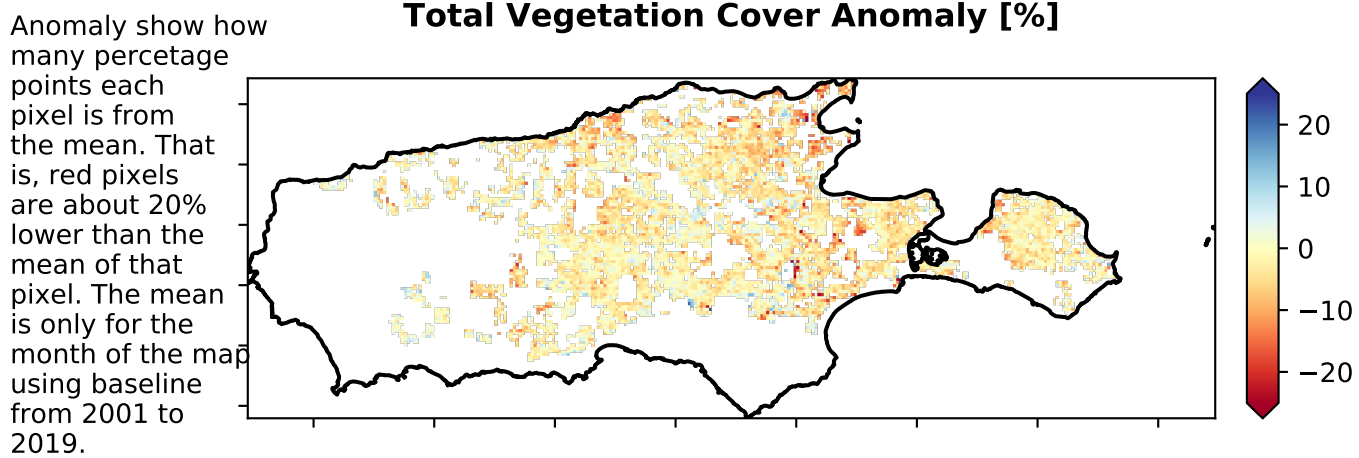 Total Vegetation Cover Anomaly [%]
Anomaly show how
many percetage
points each
pixel is from
the mean. That
is, red pixels
are about 20%
lower than the
mean of that
pixel. The mean
is only for the
month of the map
using baseline
from 2001 to
2019.
20
10
0
−10
−20